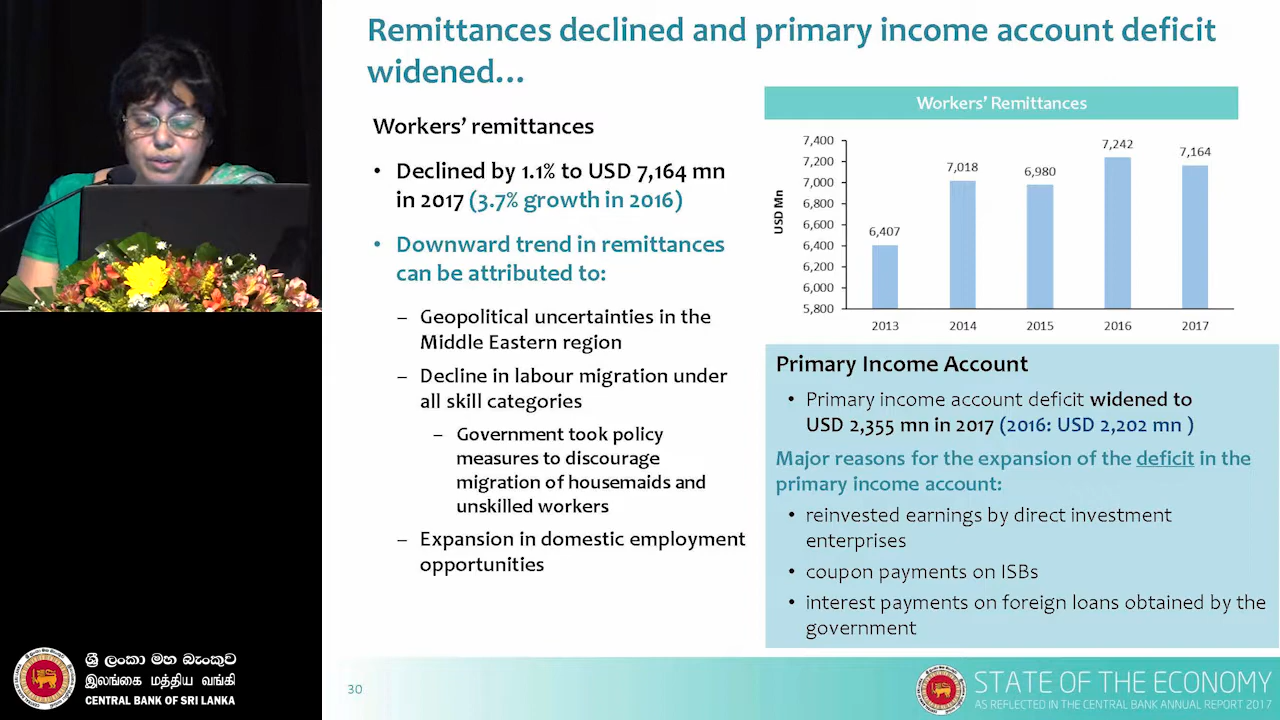 Remittances declined and primary income account deficit
widened...
Workers' remittances
• Declined by 1.1% to USD 7,164 mn
in 2017 (3.7% growth in 2016)
• Downward trend in remittances
can be attributed to:
– Geopolitical uncertainties in the
Middle Eastern region
– Decline in labour migration under
all skill categories
– Government took policy
measures to discourage
migration of housemaids and
unskilled workers
– Expansion in domestic employment
opportunities
Workers' Remittances
USD Mn
7,400
7,200
7,000
6,800
6,600
6,400
6,200
6,000
5,800
6,407
7,018
6,980
7,242
7,164
2013 2014 2015 2016 2017
Primary Income Account
• Primary income account deficit widened to
USD 2,355 mn in 2017 (2016: USD 2,202 mn )
Major reasons for the expansion of the deficit in the
primary income account:
• reinvested earnings by direct investment
enterprises
• coupon payments on ISBs
• interest payments on foreign loans obtained by the
government
ශ්‍රී ලංකා මහ බැංකුව
இலங்கை மத்திய வங்கி
CENTRAL BANK OF SRI LANKA
30
STATE OF THE ECONOMY
AS REFLECTED IN THE CENTRAL BANK ANNUAL REPORT 2017